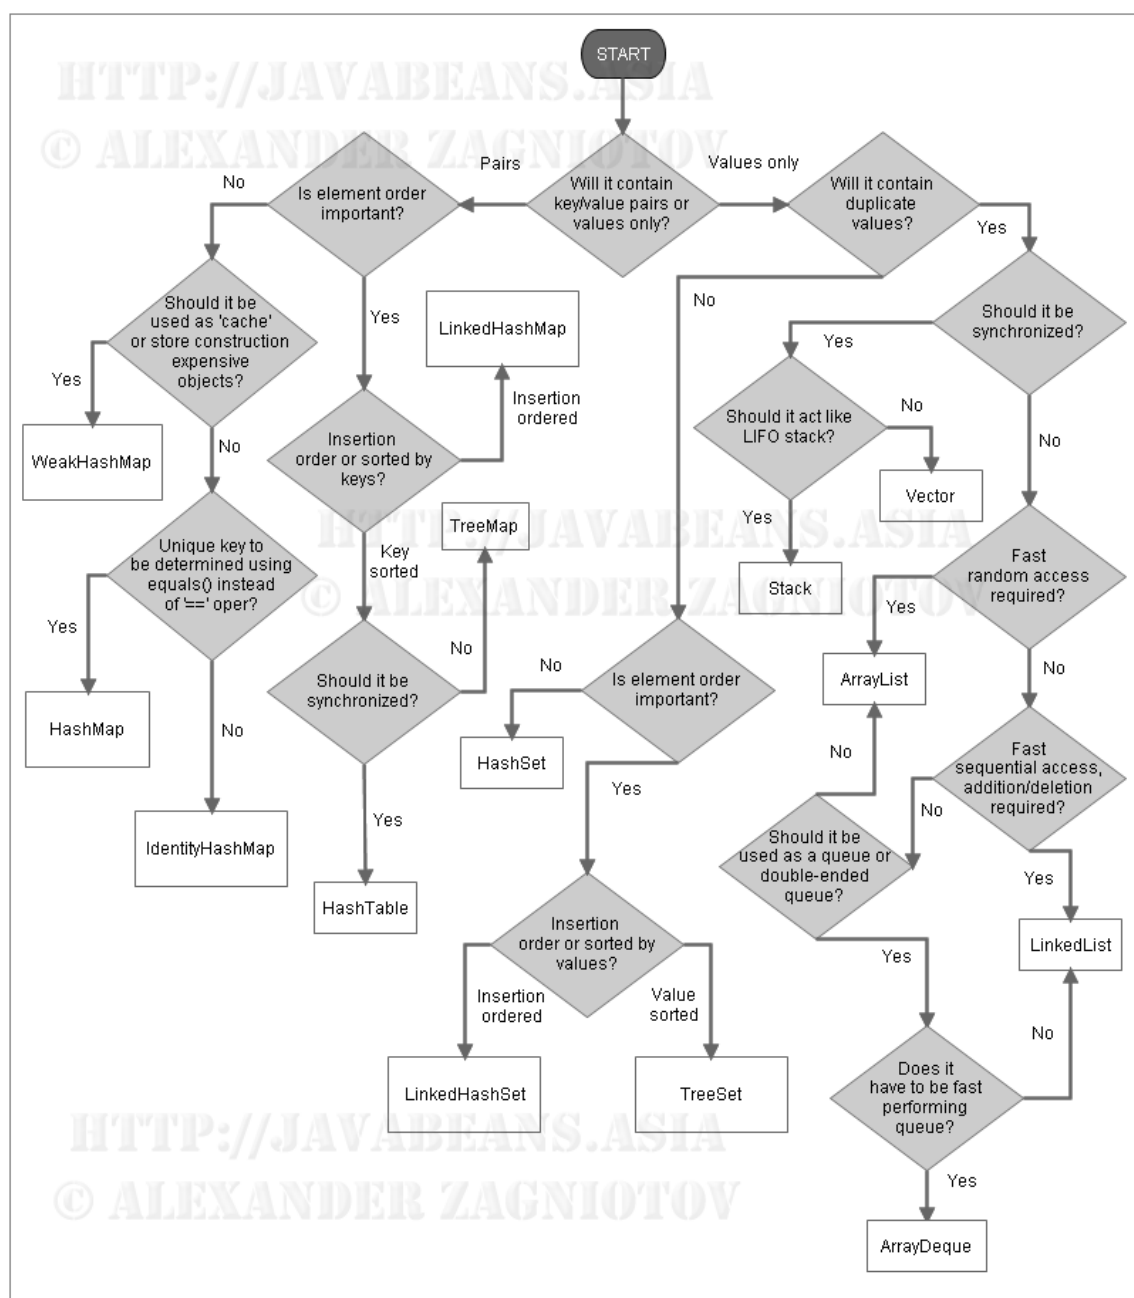 START
HTTP://JAVABEANS.ASIA
© ALEXANDER ZAGNIOTOV
Pairs
Values only
No
Is element order
important?
Will it contain
key/value pairs or
values only?
Will it contain
duplicate
values?
Yes
Should it be
used as 'cache'
or store construction
expensive
objects?
Yes
LinkedHashMap
No
Should it be
synchronized?
Yes
Yes
Insertion
ordered
WeakHashMap
No
Insertion
order or sorted by
keys?
Should it act like
LIFO stack?
No
No
Vector
HTTP://JAVABEANS.ASIA
© ALEXANDER ZAGNIOTOV
TreeMap
Yes
Unique key to
be determined using
equals() instead
of '==' oper?
Key
sorted
Stack
Fast
random access
required?
Yes
Yes
No
No
No
Should it be
synchronized?
Is element order
important?
ArrayList
HashMap
No
HashSet
No
Fast
sequential access,
addition/deletion
required?
Yes
No
Yes
IdentityHashMap
Should it be
used as a queue or
double-ended
queue?
Yes
HashTable
Insertion
order or sorted by
values?
LinkedList
Yes
Insertion
ordered
Value
sorted
No
LinkedHashSet
TreeSet
Does it
have to be fast
performing
queue?
HTTP://JAVABEANS.ASIA
© ALEXANDER ZAGNIOTOV
Yes
ArrayDeque